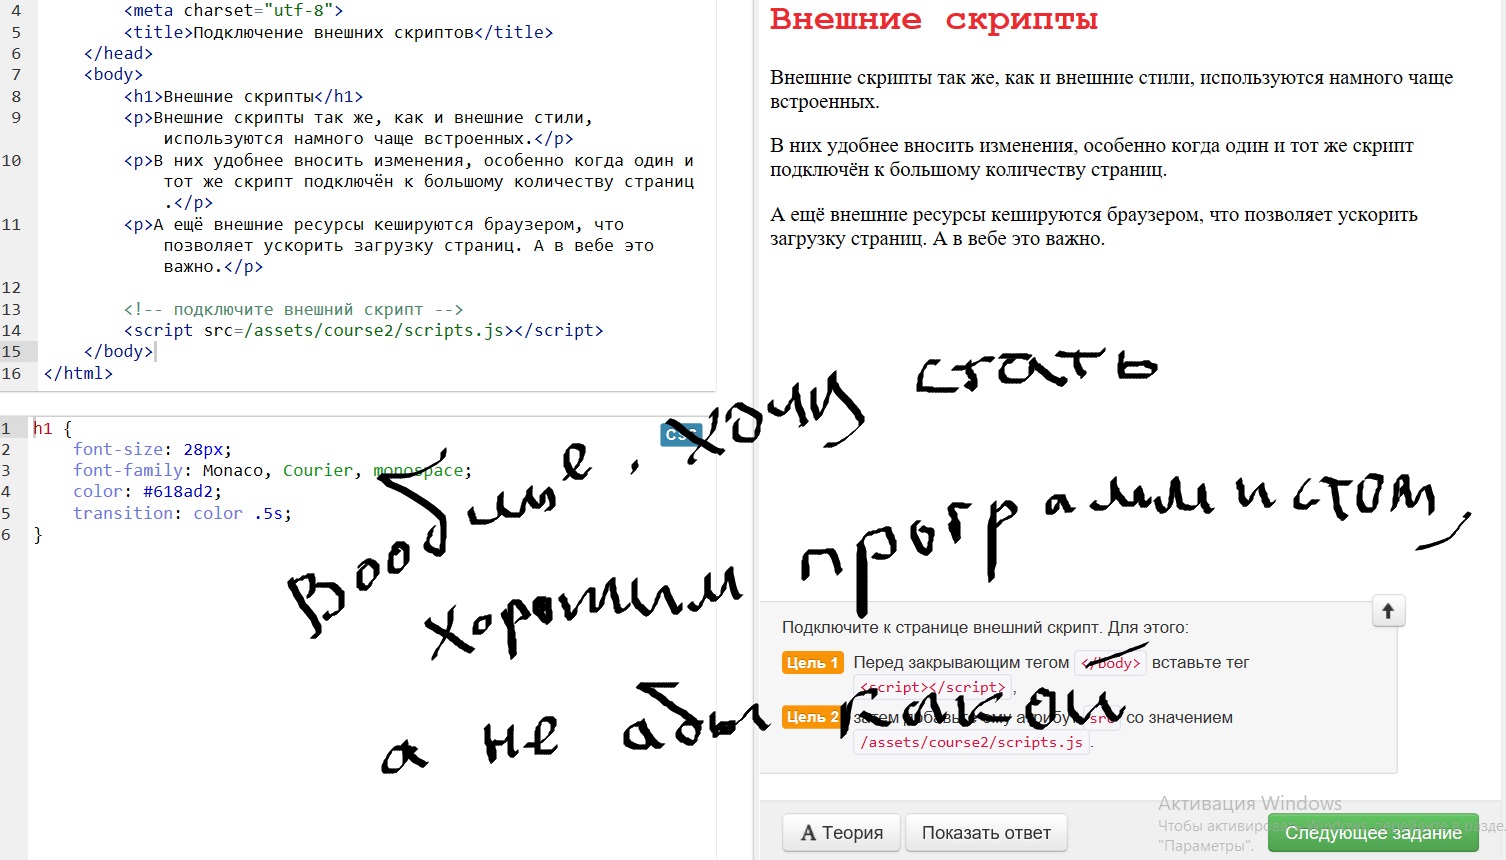 4 <meta charset="utf-8">
5 <title>Подключение внешних скриптов</title>
6 </head>
7 <body>
8 <h1>Внешние скрипты</h1>
9 <p>Внешние скрипты так же, как и внешние стили,
используются намного чаще встроенных.</p>
10 <p>В них удобнее вносить изменения, особенно когда один и
тот же скрипт подключён к большому количеству страниц
.</p>
11 <p>А ещё внешние ресурсы кешируются браузером, что
позволяет ускорить загрузку страниц. А в вебе это
важно.</p>
12
13 <!-- подключите внешний скрипт -->
14 <script src=/assets/course2/scripts.js></script>
15 </body>
16 </html>
CSS
1 h1 {
2 font-size: 28px;
3 font-family: Monaco, Courier, monospace;
4 color: #618ad2;
5 transition: color .5s;
6 }
Внешние скрипты
Внешние скрипты так же, как и внешние стили, используются намного чаще
встроенных.
В них удобнее вносить изменения, особенно когда один и тот же скрипт
подключён к большому количеству страниц.
А ещё внешние ресурсы кешируются браузером, что позволяет ускорить
загрузку страниц. А в вебе это важно.
Вообще, хочу стать
хорошим программистом,
а не абы какой
Подключите к странице внешний скрипт. Для этого:
Цель 1 Перед закрывающим тегом </body> вставьте тег
<script></script>,
Цель 2 затем добавьте ему атрибут src со значением
/assets/course2/scripts.js.
A Теория
Показать ответ
Следующее задание
Активация Windows
Чтобы активировать Windows, перейдите в разде
"Параметры".